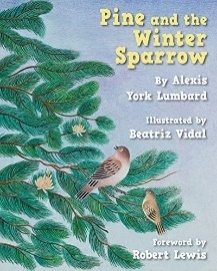 Pine and the
Winter
Sparrow
By Alexis
York Lumbard
Illustrated by
Beatriz Vidal
Foreword by
Robert Lewis